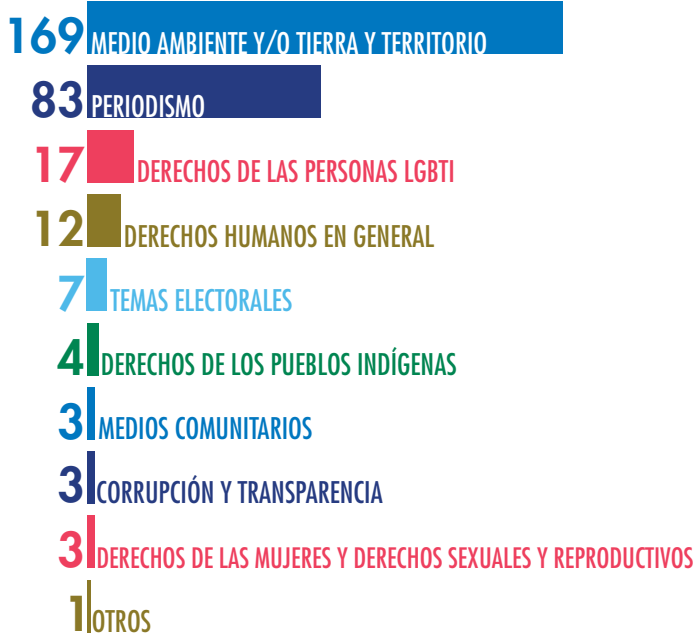 169 MEDIO AMBIENTE Y/O TIERRA Y TERRITORIO
83 PERIODISMO
17 DERECHOS DE LAS PERSONAS LGBTI
12 DERECHOS HUMANOS EN GENERAL
7 TEMAS ELECTORALES
4 DERECHOS DE LOS PUEBLOS INDÍGENAS
3 MEDIOS COMUNITARIOS
3 CORRUPCIÓN Y TRANSPARENCIA
3 DERECHOS DE LAS MUJERES Y DERECHOS SEXUALES Y REPRODUCTIVOS
1 OTROS